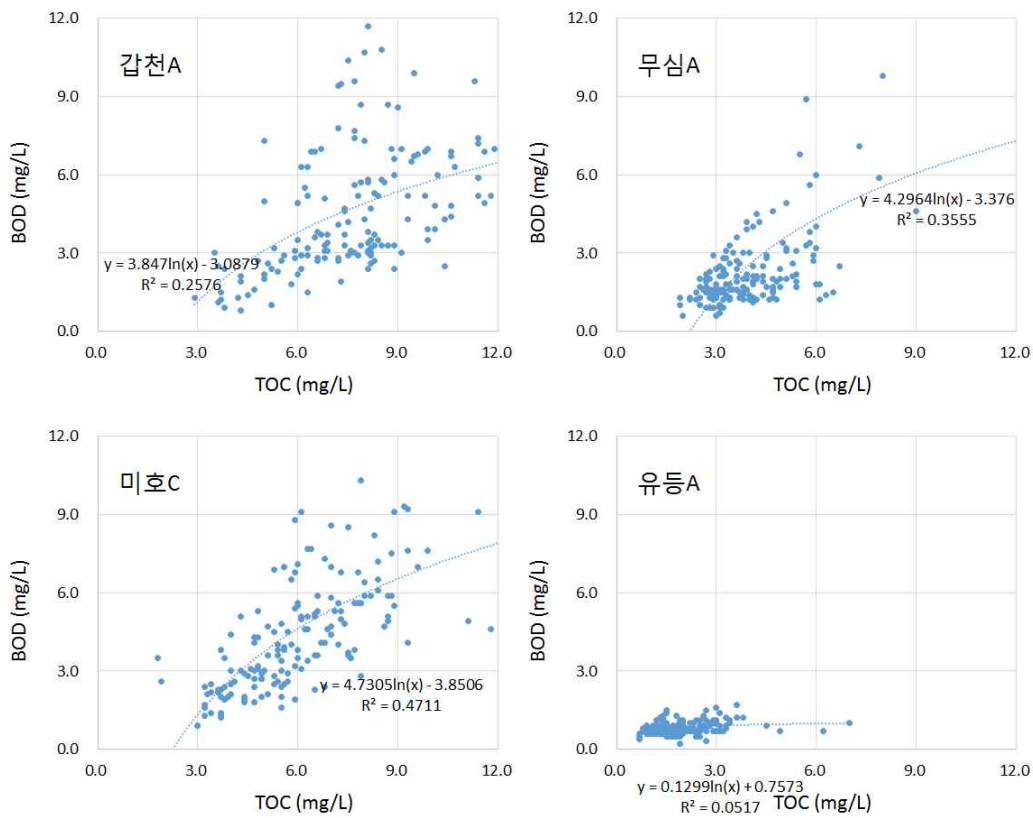 12.0
갑천A
9.0
6.0
3.0
0.0
BOD (mg/L)
y = 3.847ln(x) - 3.0879
R² = 0.2576
0.0 3.0 6.0 9.0 12.0
TOC (mg/L)
12.0
무심A
9.0
6.0
3.0
0.0
BOD (mg/L)
y = 4.2964ln(x) - 3.376
R² = 0.3555
0.0 3.0 6.0 9.0 12.0
TOC (mg/L)
12.0
미호C
9.0
6.0
3.0
0.0
BOD (mg/L)
y = 4.7305ln(x) - 3.8506
R² = 0.4711
0.0 3.0 6.0 9.0 12.0
TOC (mg/L)
12.0
유등A
9.0
6.0
3.0
0.0
BOD (mg/L)
0.0 3.0 6.0 9.0 12.0
y = 0.1299ln(x) + 0.7573
R² = 0.0517
TOC (mg/L)